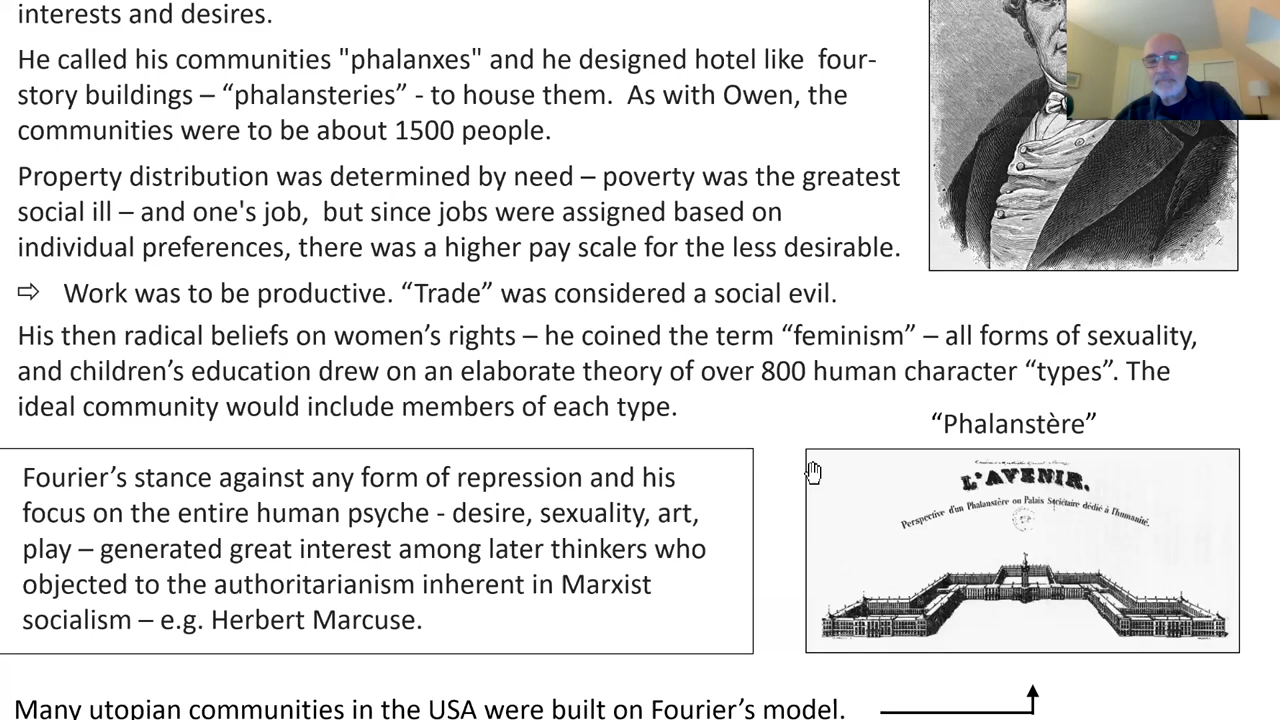 interests and desires.
He called his communities "phalanxes" and he designed hotel like  four-
story buildings – “phalansteries” - to house them.  As with Owen, the
communities were to be about 1500 people.
Property distribution was determined by need – poverty was the greatest
social ill – and one's job,  but since jobs were assigned based on
individual preferences, there was a higher pay scale for the less desirable.
⇨ Work was to be productive. “Trade” was considered a social evil.
His then radical beliefs on women’s rights – he coined the term “feminism” – all forms of sexuality,
and children’s education drew on an elaborate theory of over 800 human character “types”. The
ideal community would include members of each type.
“Phalanstère”
Fourier’s stance against any form of repression and his
focus on the entire human psyche - desire, sexuality, art,
play – generated great interest among later thinkers who
objected to the authoritarianism inherent in Marxist
socialism – e.g. Herbert Marcuse.
L'AVENIR.
Perspective d'un Phalanstère ou Palais Sociétaire dédié à l'humanité.
Many utopian communities in the USA were built on Fourier’s model.